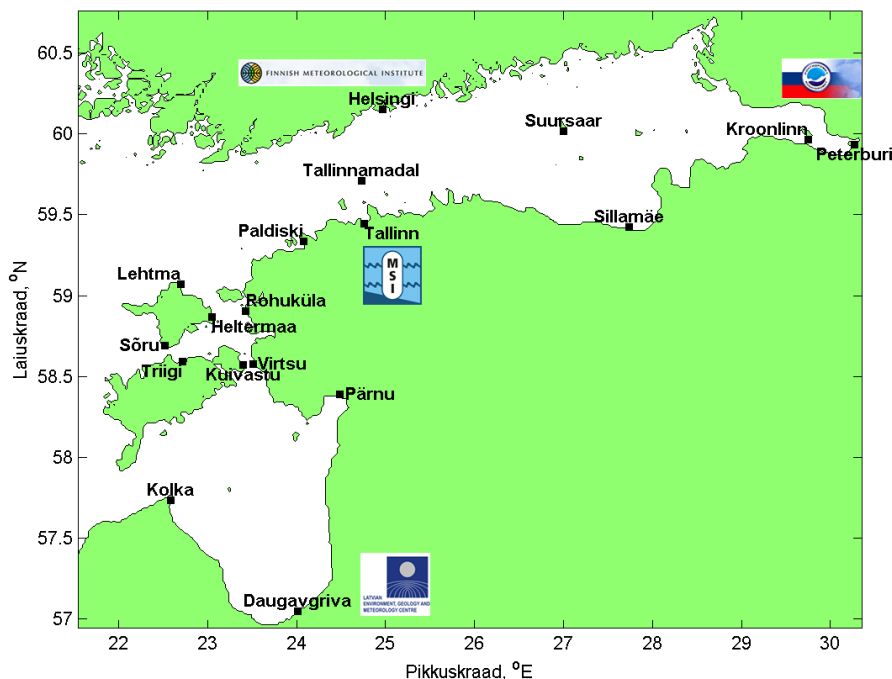 60.5
FINNISH METEOROLOGICAL INSTITUTE
Helsingi
Suursaar
60
Kroonlinn
Peterburi
Tallinnamadal
59.5
Sillamäe
Paldiski
Tallinn
M
S
I
Lehtma
59
Rohuküla
Heltermaa
Sõru
58.5
Triigi
Kuivastu
Virtsu
Pärnu
58
Kolka
57.5
LATVIAN
ENVIRONMENT, GEOLOGY AND
METEOROLOGY CENTRE
Daugavgriva
57
22 23 24 25 26 27 28 29 30
Laiuskraad, °N
Pikkuskraad, °E